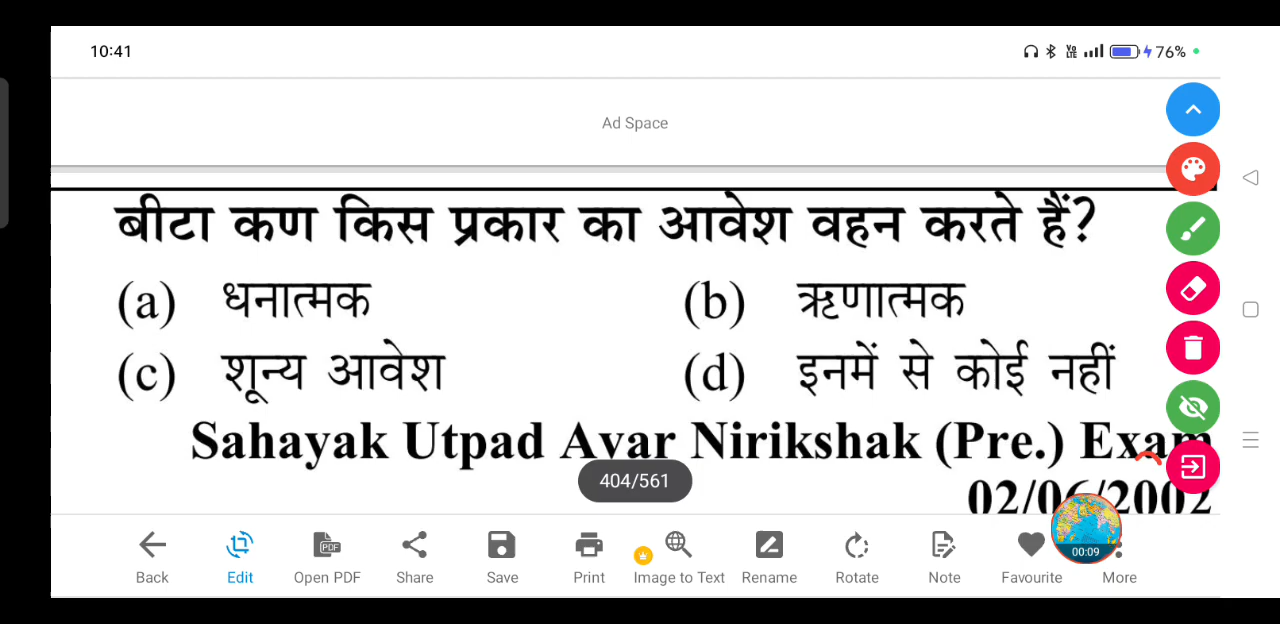 10:41
76%
Ad Space
बीटा कण किस प्रकार का आवेश वहन करते हैं?
(a) धनात्मक (b) ऋणात्मक
(c) शून्य आवेश (d) इनमें से कोई नहीं
Sahayak Utpad Avar Nirikshak (Pre.) Exam
404/561
02/06/2002
00:09
Back Edit Open PDF Share Save Print Image to Text Rename Rotate Note Favourite More